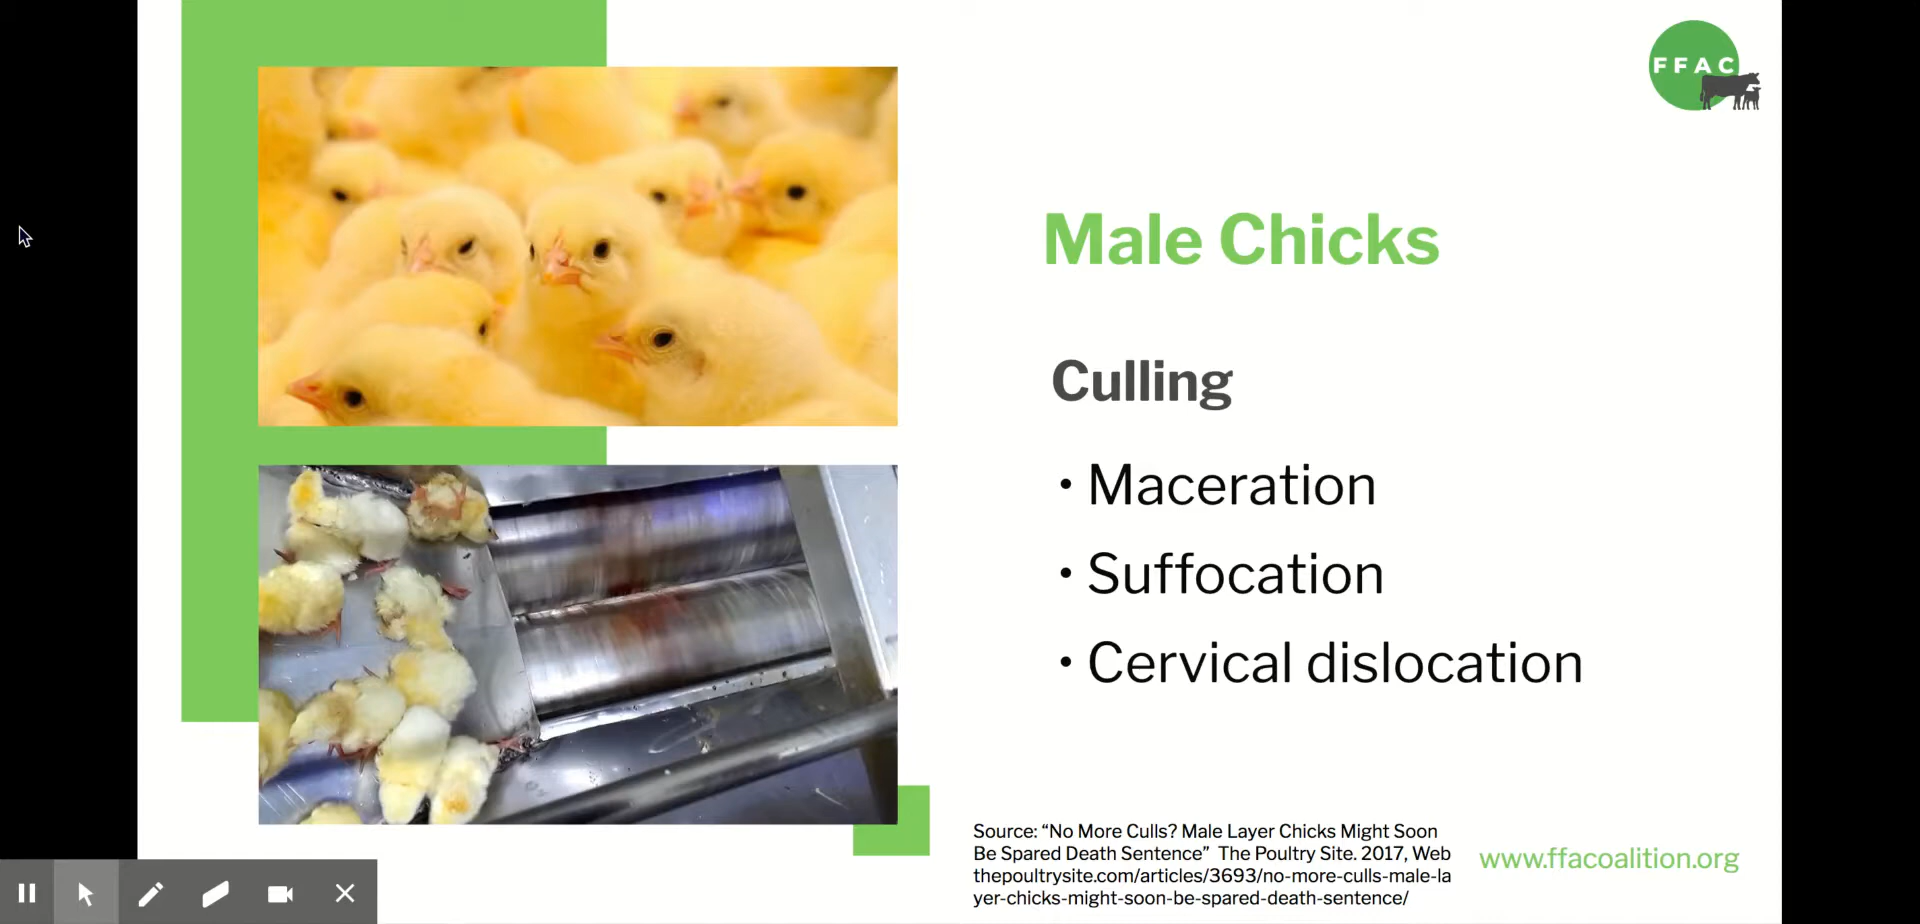 FFAC
Male Chicks
Culling
• Maceration
• Suffocation
• Cervical dislocation
Source: “No More Culls? Male Layer Chicks Might Soon
Be Spared Death Sentence” The Poultry Site. 2017, Web
thepoultrysite.com/articles/3693/no-more-culls-male-la
yer-chicks-might-soon-be-spared-death-sentence/
www.ffacoalition.org